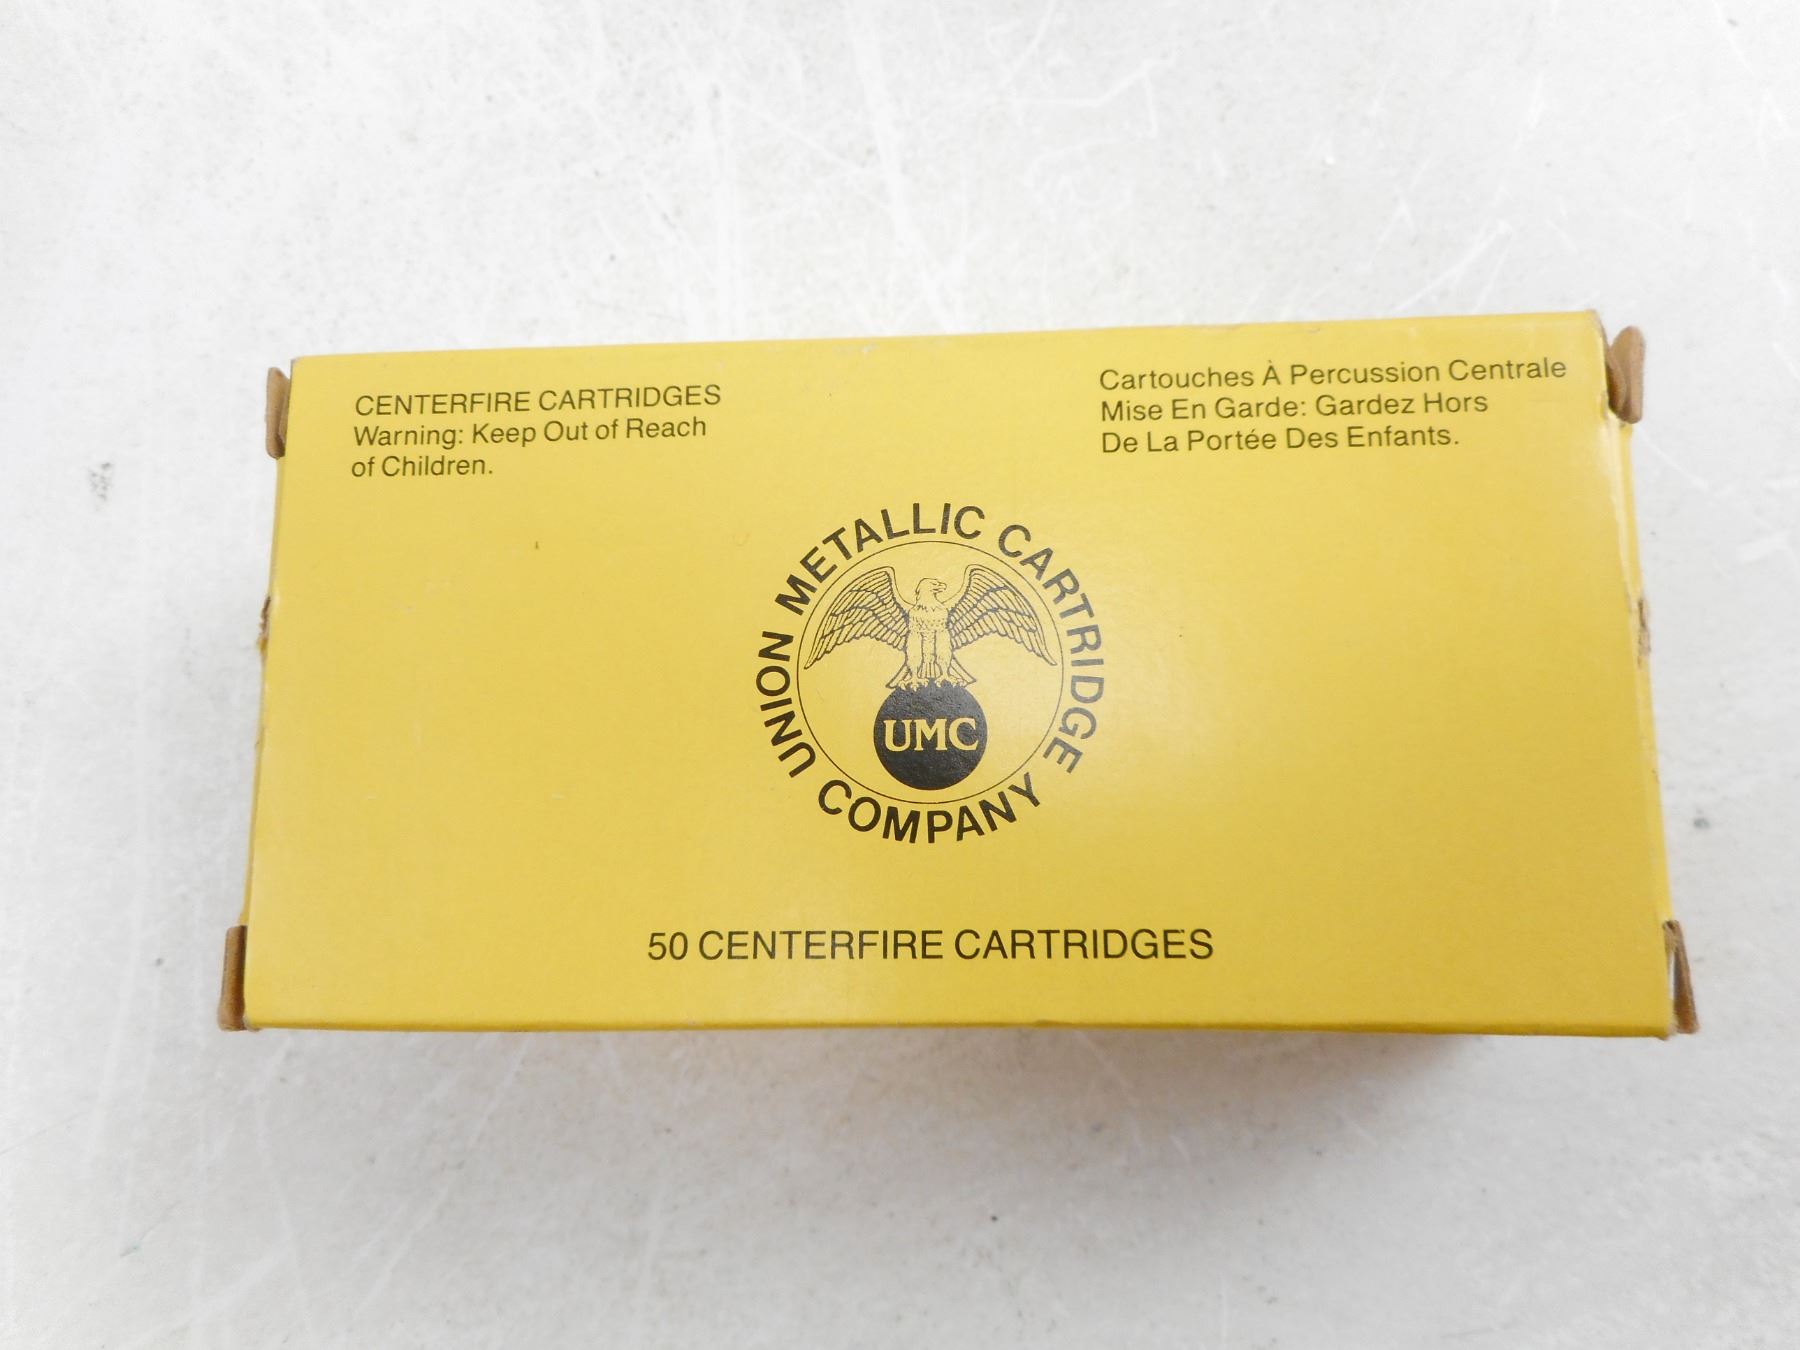 CENTERFIRE CARTRIDGES
Warning: Keep Out of Reach
of Children.
Cartouches À Percussion Centrale
Mise En Garde: Gardez Hors
De La Portée Des Enfants.
UNION METALLIC CARTRIDGE
COMPANY
UMC
50 CENTERFIRE CARTRIDGES